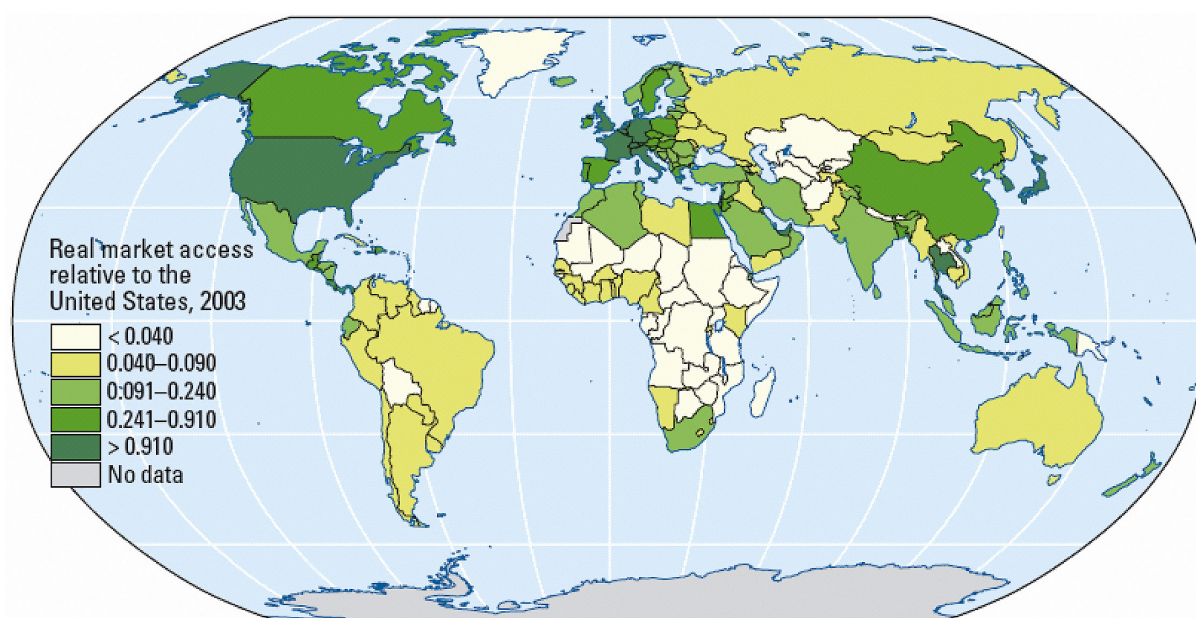 Real market access
relative to the
United States, 2003
< 0.040
0.040–0.090
0:091–0.240
0.241–0.910
> 0.910
No data